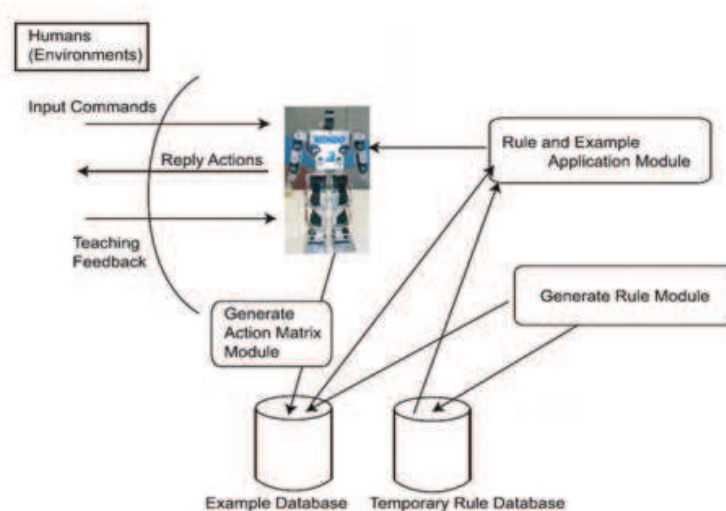 Humans
(Environments)
Input Commands
Reply Actions
Teaching
Feedback
KONDO
Rule and Example
Application Module
Generate Rule Module
Generate
Action Matrix
Module
Example Database
Temporary Rule Database